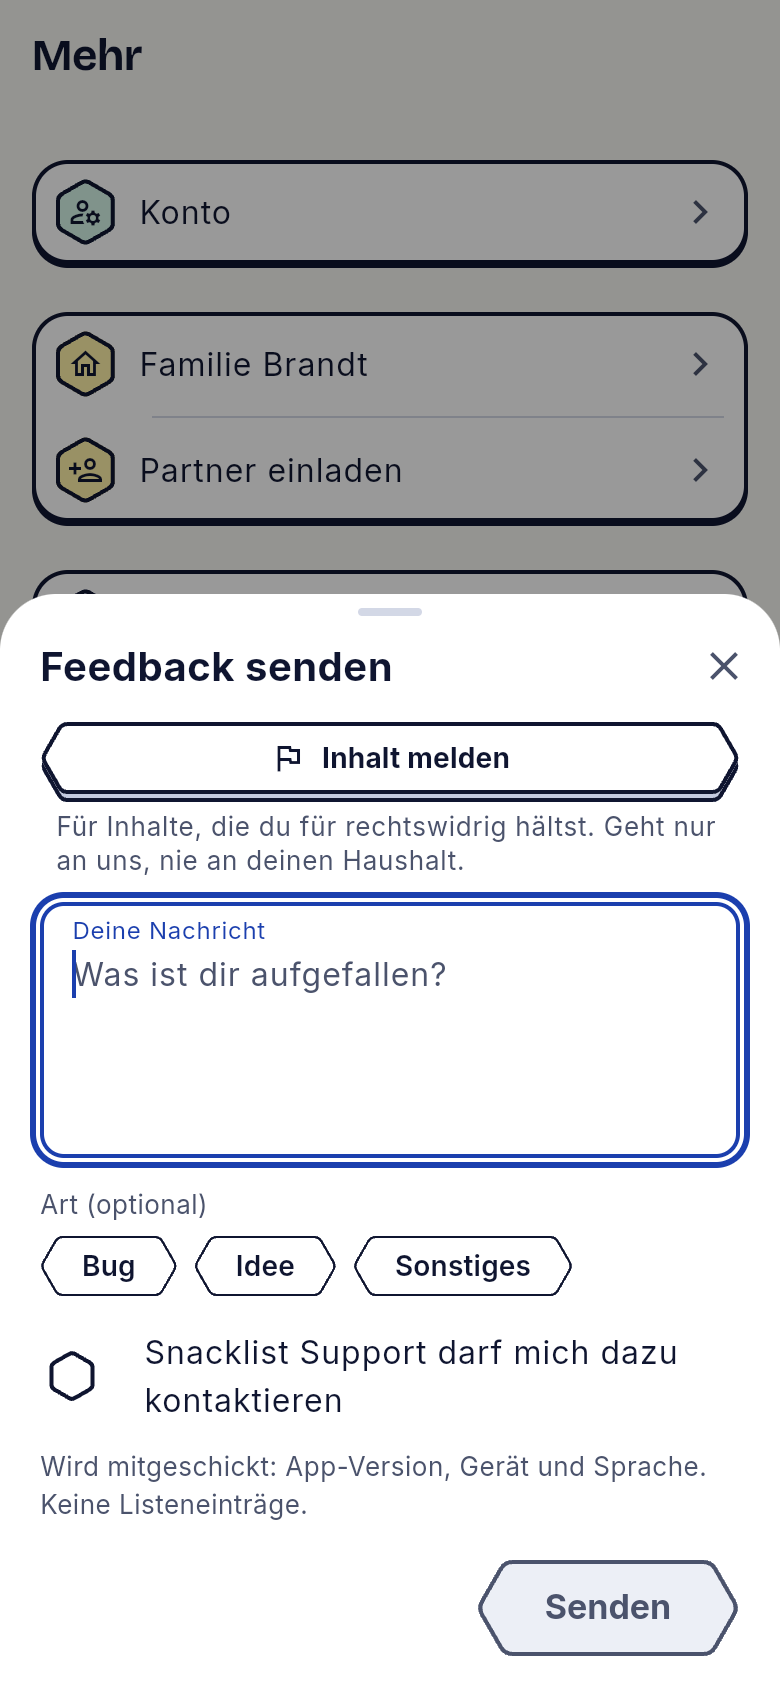 Mehr
Konto
Familie Brandt
Partner einladen
Feedback senden
Inhalt melden
Für Inhalte, die du für rechtswidrig hältst. Geht nur
an uns, nie an deinen Haushalt.
Deine Nachricht
Was ist dir aufgefallen?
Art (optional)
Bug Idee Sonstiges
Snacklist Support darf mich dazu
kontaktieren
Wird mitgeschickt: App-Version, Gerät und Sprache.
Keine Listeneinträge.
Senden